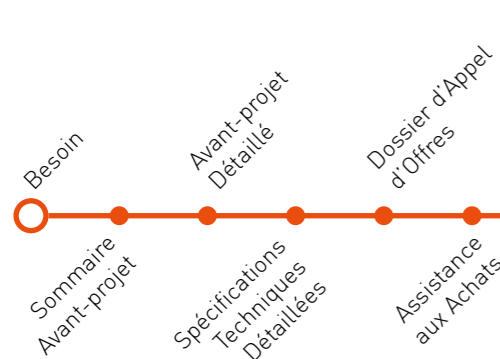 Besoin
Sommaire
Avant-projet
Avant-projet
Détaillé
Spécifications
Techniques
Détaillées
Dossier d'Appel
d'Offres
Assistance
aux Achats